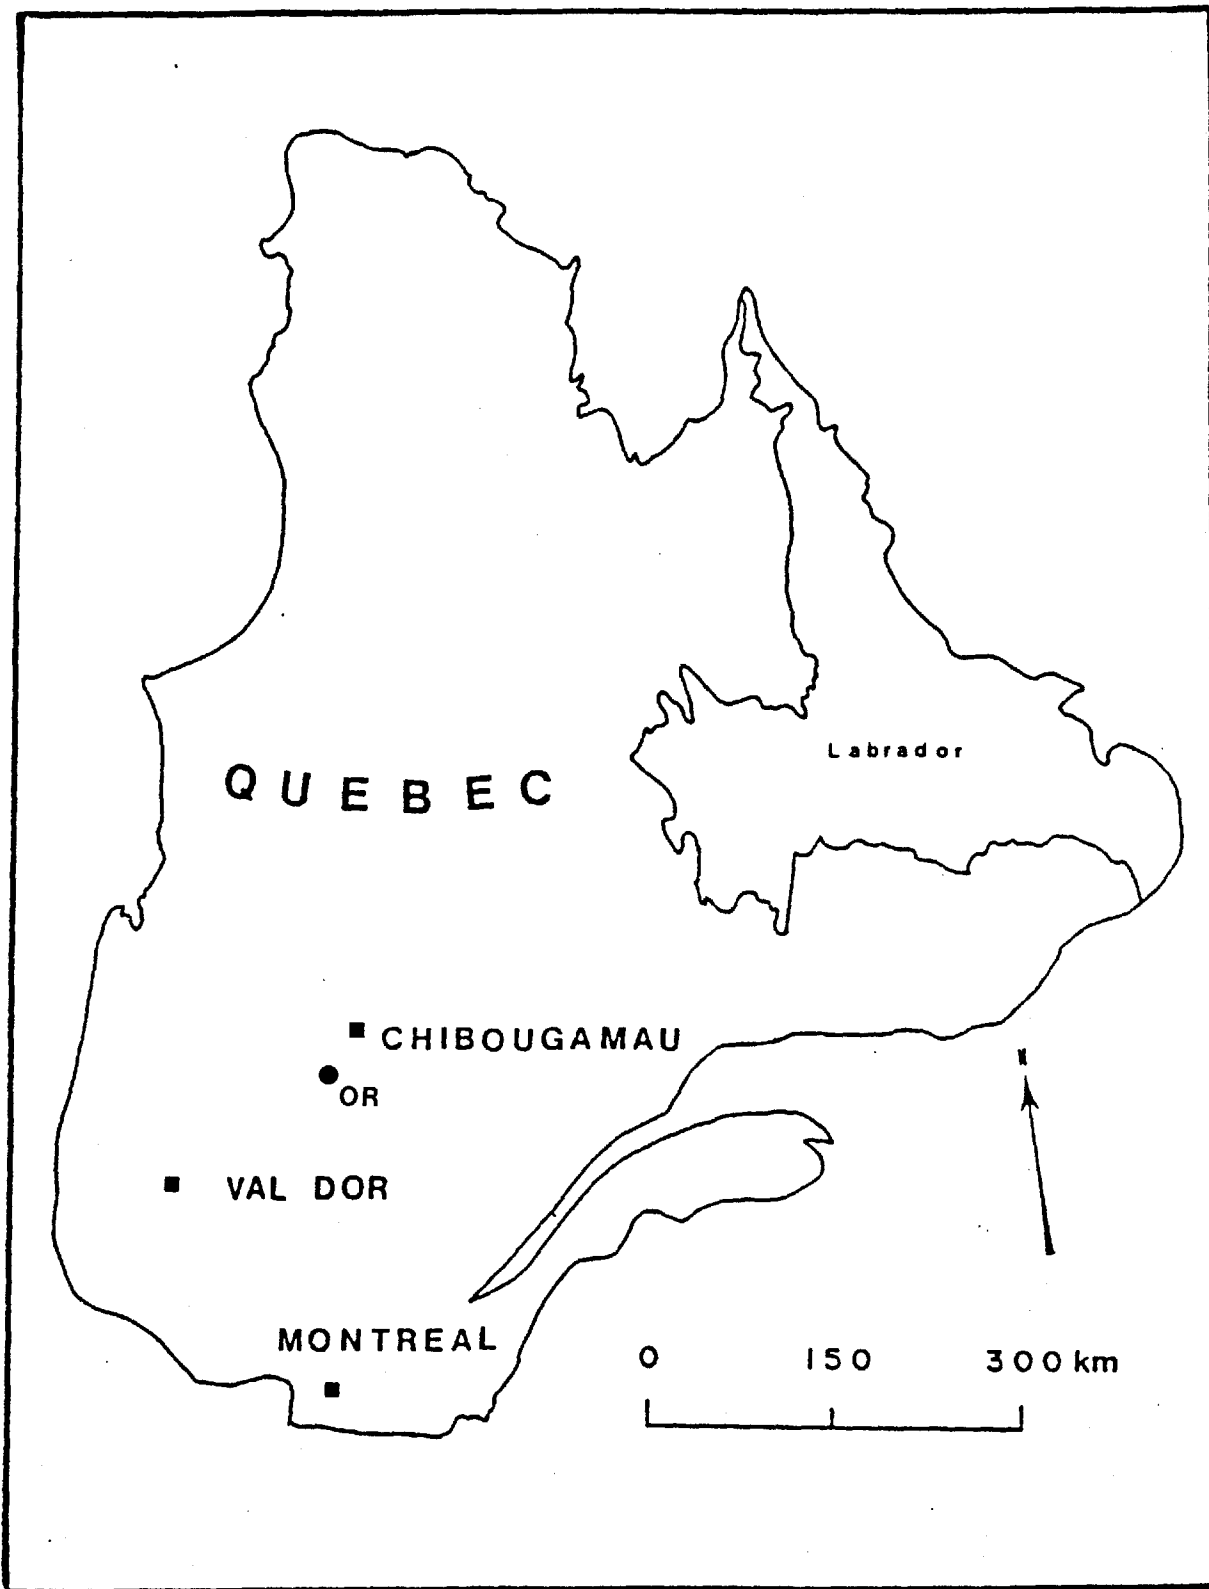 Labrador
QUEBEC
CHIBOUGAMAU
N
OR
VAL DOR
MONTREAL
0 150 300 km